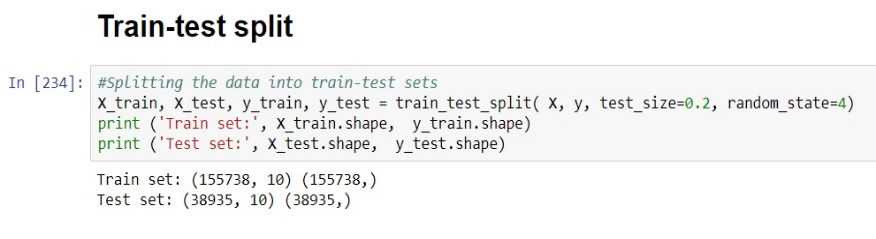 Train-test split
In [234]: #Splitting the data into train-test sets
X_train, X_test, y_train, y_test = train_test_split( X, y, test_size=0.2, random_state=4)
print ('Train set:', X_train.shape,  y_train.shape)
print ('Test set:', X_test.shape,  y_test.shape)
Train set: (155738, 10) (155738,)
Test set: (38935, 10) (38935,)